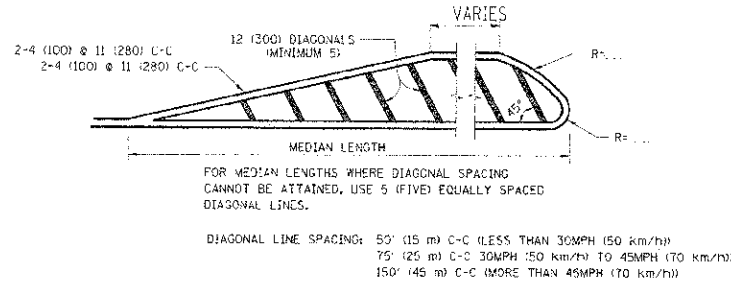 VARIES
2-4 (100) @ 11 (280) C-C
2-4 (100) @ 11 (280) C-C
12 (300) DIAGONALS
(MINIMUM 5)
R=
45°
R=
MEDIAN LENGTH
FOR MEDIAN LENGTHS WHERE DIAGONAL SPACING
CANNOT BE ATTAINED, USE 5 (FIVE) EQUALLY SPACED
DIAGONAL LINES.
DIAGONAL LINE SPACING: 50' (15 m) C-C (LESS THAN 30MPH (50 km/h))
75' (25 m) C-C 30MPH (50 km/h) TO 45MPH (70 km/h)
150' (45 m) C-C (MORE THAN 45MPH (70 km/h))